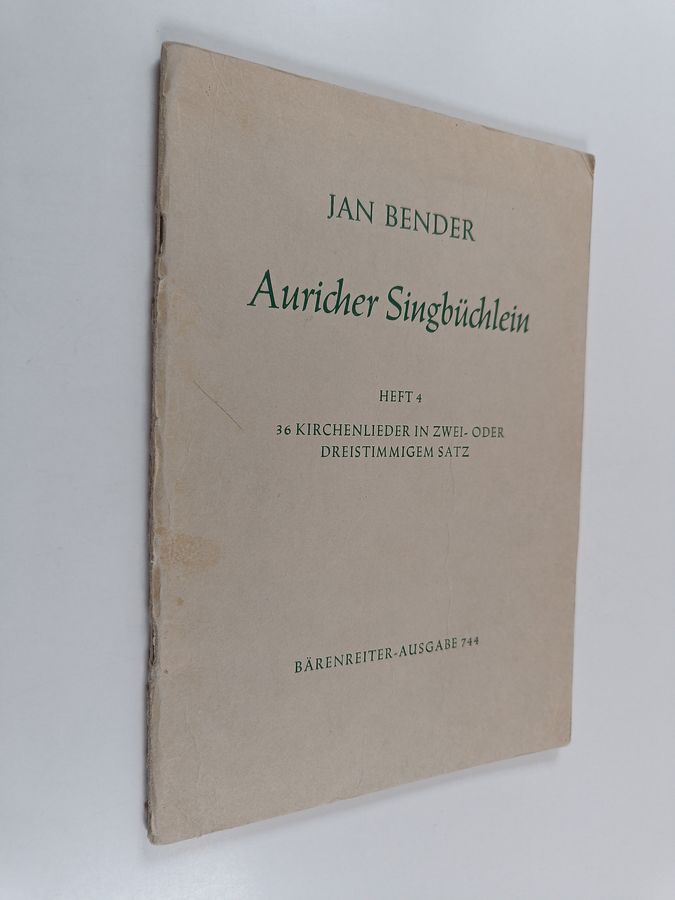 JAN BENDER
Auricher Singbüchlein
HEFT 4
36 KIRCHENLIEDER IN ZWEI- ODER
DREISTIMMIGEM SATZ
BÄRENREITER-AUSGABE 744